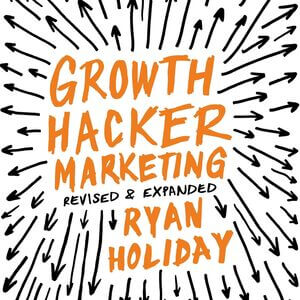 GROWTH
HACKER
MARKETING
REVISED & EXPANDED
RYAN
HOLIDAY